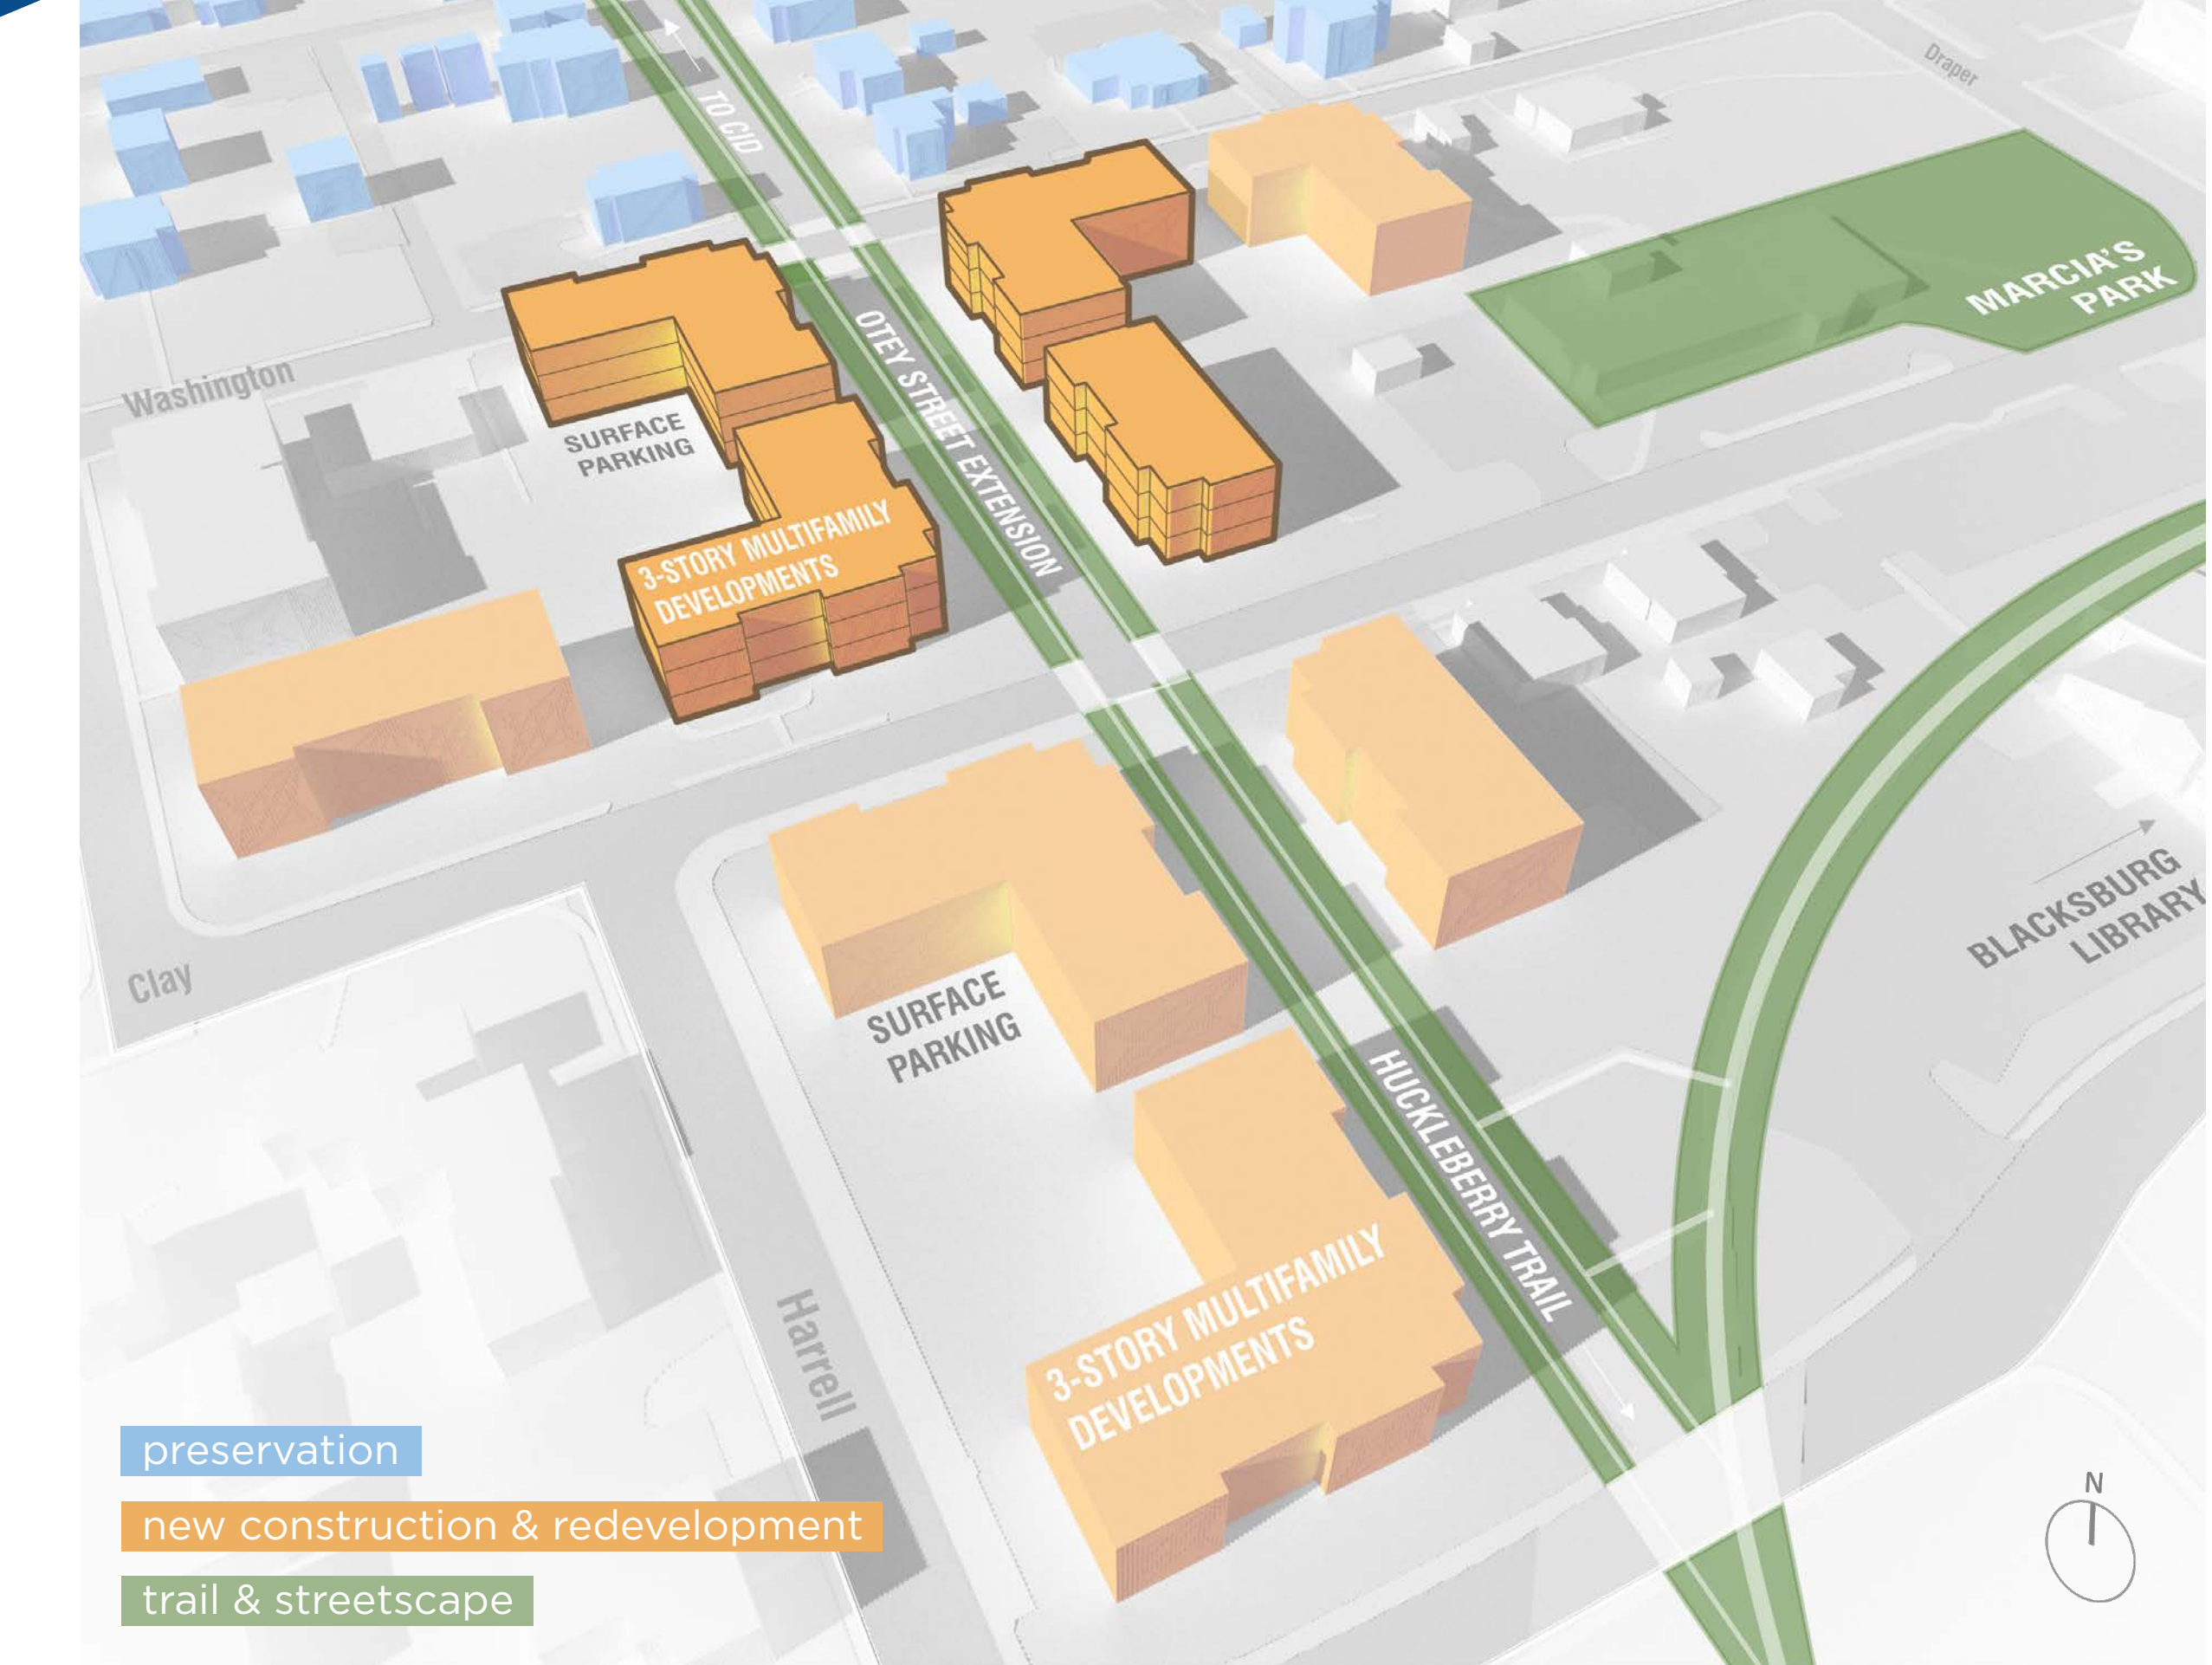 Draper
TO CID
MARCIA'S
PARK
OTEY STREET EXTENSION
Washington
SURFACE
PARKING
3-STORY MULTIFAMILY
DEVELOPMENTS
BLACKSBURG
LIBRARY
Clay
SURFACE
PARKING
HUCKLEBERRY TRAIL
3-STORY MULTIFAMILY
DEVELOPMENTS
Harrell
preservation
new construction & redevelopment
trail & streetscape
N